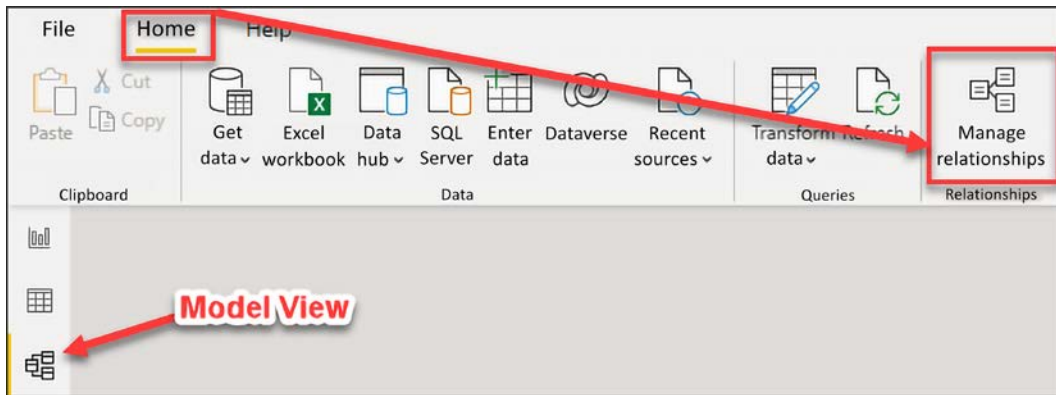 File Home Help
Paste
Cut
Copy
Clipboard
Get
data
Excel
workbook
X
Data
hub
SQL
Server
Enter
data
Dataverse
Recent
sources
Data
Transform
data
Refresh
Queries
Manage
relationships
Relationships
Model View